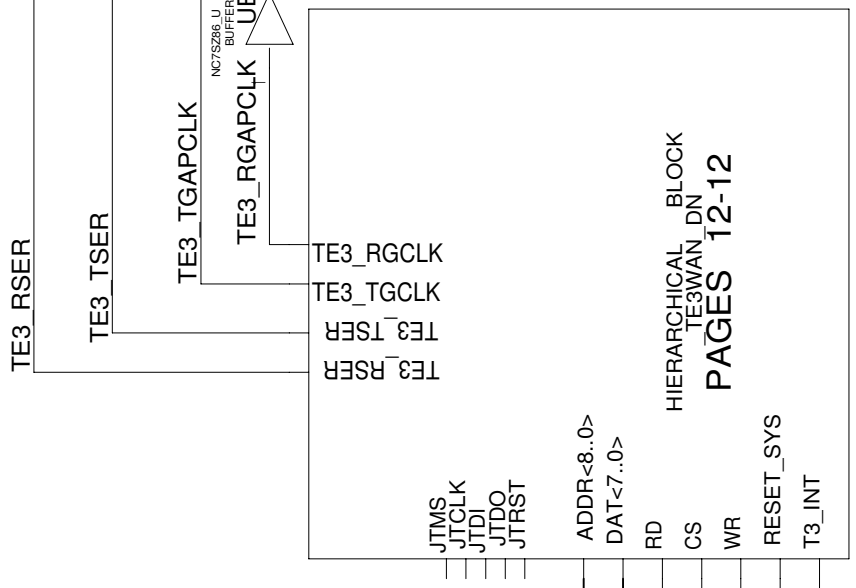 NC7SZ86_U
BUFFER
TE3_RSER
TE3_TSER
TE3_TGAPCLK
TE3_RGAPCLK
TE3_RGCLK
TE3_TGCLK
TE3_TSER
TE3_RSER
HIERARCHICAL BLOCK
TE3WAN_DN
PAGES 12-12
JTMS
JTCLK
JTDI
JTDO
JTRST
ADDR<8..0>
DAT<7..0>
RD
CS
WR
RESET_SYS
T3_INT